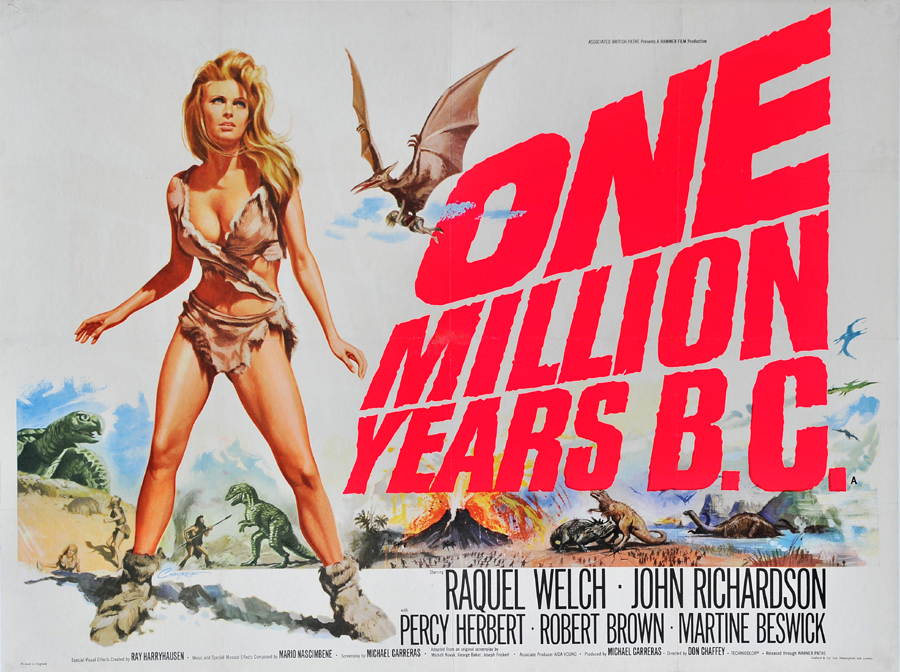 ASSOCIATED BRITISH-PATHE Presents A HAMMER FILM Production
ONE
MILLION
YEARS B.C.
A
Starring RAQUEL WELCH · JOHN RICHARDSON
with PERCY HERBERT · ROBERT BROWN · MARTINE BESWICK
Special Visual Effects Created by RAY HARRYHAUSEN · Music and Special Musical Effects Composed by MARIO NASCIMBENE · Screenplay by MICHAEL CARRERAS · Adapted from an original screenplay by Mickell Novak, George Baker, Joseph Frickert · Associate Producer AIDA YOUNG · Produced by MICHAEL CARRERAS · Directed by DON CHAFFEY · TECHNICOLOR · Released through WARNER-PATHE
Printed in England